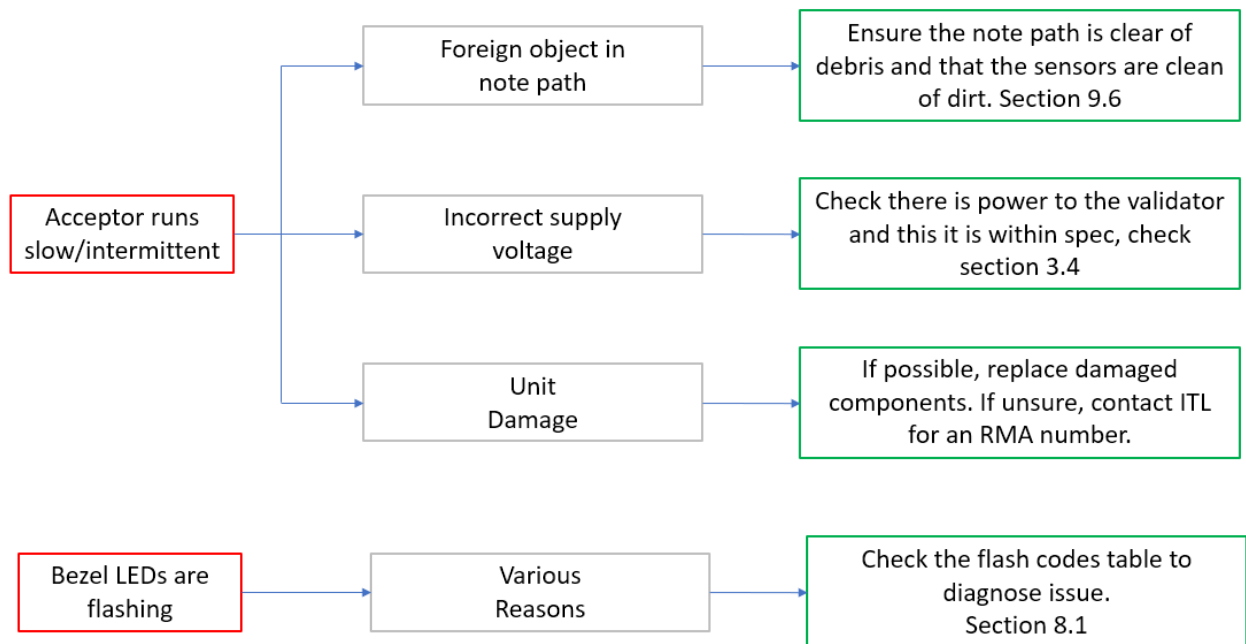 Foreign object in
note path
Ensure the note path is clear of
debris and that the sensors are clean
of dirt. Section 9.6
Acceptor runs
slow/intermittent
Incorrect supply
voltage
Check there is power to the validator
and this it is within spec, check
section 3.4
Unit
Damage
If possible, replace damaged
components. If unsure, contact ITL
for an RMA number.
Bezel LEDs are
flashing
Various
Reasons
Check the flash codes table to
diagnose issue.
Section 8.1